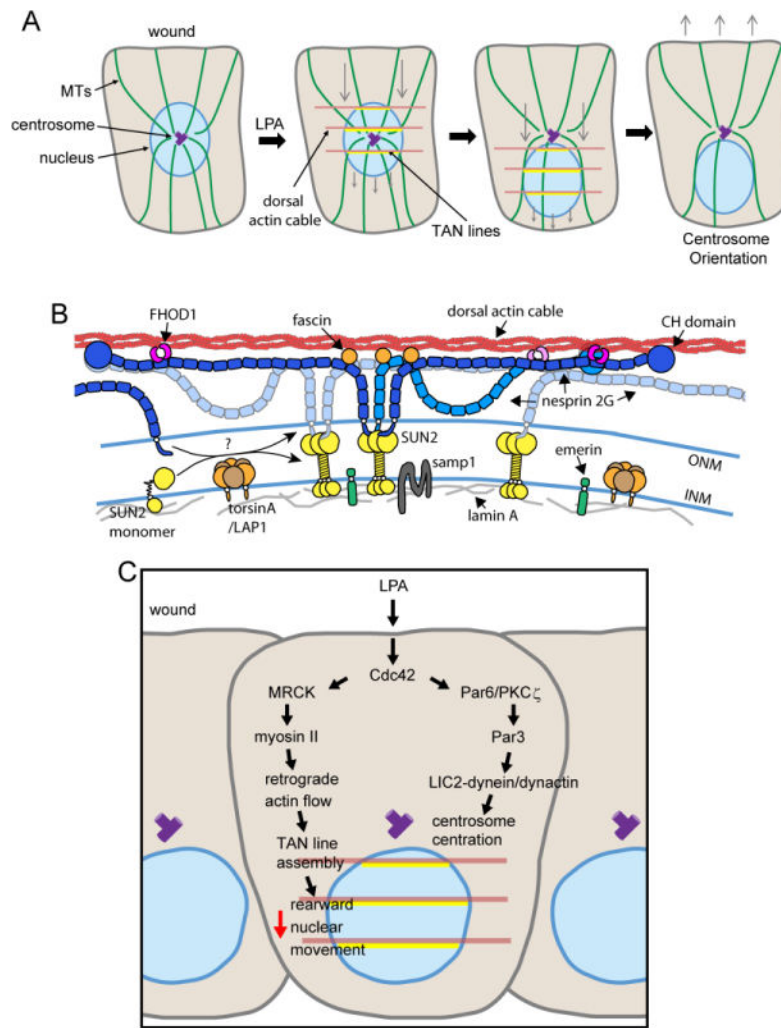 A
wound
MTs
centrosome
nucleus
LPA
dorsal
actin cable
TAN lines
Centrosome
Orientation
B
FHOD1
fascin
dorsal actin cable
CH domain
nesprin 2G
?
SUN2
samp1
emerin
ONM
INM
SUN2
monomer
torsinA
/LAP1
lamin A
C
wound
LPA
Cdc42
MRCK
Par6/PKC ζ
myosin II
Par3
retrograde
actin flow
LIC2-dynein/dynactin
centrosome
centration
TAN line
assembly
rearward
nuclear
movement